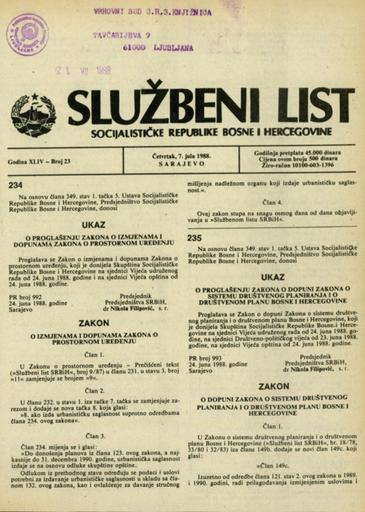 VRHOVNI SUD S.R.S. KNJIŽNICA
TAVČARJEVA 9
61000 LJUBLJANA
VII 1988
SLUŽBENI LIST
SOCIJALISTIČKE REPUBLIKE BOSNE I HERCEGOVINE
Godina XLIV – Broj 23
Četvrtak, 7. jula 1988.
SARAJEVO
Godišnja pretplata 45.000 dinara
Cijena ovom broju 500 dinara
Žiro-račun 10100-603-1396
234
Na osnovu člana 349. stav 1. tačka 5. Ustava Socijalističke
Republike Bosne i Hercegovine, Predsjedništvo Socijalističke
Republike Bosne i Hercegovine, donosi
UKAZ
O PROGLAŠENJU ZAKONA O IZMJENAMA I
DOPUNAMA ZAKONA O PROSTORNOM UREĐENJU
Proglašava se Zakon o izmjenama i dopunama Zakona o
prostornom uređenju, koji je donijela Skupština Socijalističke
Republike Bosne i Hercegovine na sjednici Vijeća udruženog
rada od 24. juna 1988. godine i na sjednici Vijeća opština od
24. juna 1988. godine.
PR broj 992
24. juna 1988. godine
Sarajevo
Predsjednik
Predsjedništva SRBiH,
dr Nikola Filipović, s. r.
ZAKON
O IZMJENAMA I DOPUNAMA ZAKONA O
PROSTORNOM UREĐENJU
Član 1.
U Zakonu o prostornom uređenju – Prečišćeni tekst
(»Službeni list SRBiH«, broj 9/87) u članu 231. u stavu 3. broj
»11« zamjenjuje se brojem »9«.
Član 2.
U članu 232. u stavu 1. iza tačke 7. tačka se zamjenjuje za-
rezom i dodaje se nova tačka 8. koja glasi:
»8. ako izda urbanističku saglasnost suprotno odredbama
člana 234. ovog zakona«.
Član 3.
Član 234. mijenja se i glasi:
»Do donošenja planova iz člana 123. ovog zakona, a naj-
kasnije do 31. decembra 1990. godine, urbanistička saglasnost
izdaje se na osnovu odluke skupštine opštine.
Odlukom iz prethodnog stava određuju se podaci i uslovi
potrebni za izdavanje urbanističke saglasnosti u skladu sa čla-
nom 132. ovog zakona, kao i ovlašćenje za davanje stručnog
mišljenja nadležnom organu koji izdaje urbanističku saglas-
nost.«.
Član 4.
Ovaj zakon stupa na snagu osmog dana od dana objavlji-
vanja u »Službenom listu SRBiH«.
235
Na osnovu člana 349. stav 1. tačka 5. Ustava Socijalističke
Republike Bosne i Hercegovine, Predsjedništvo Socijalističke
Republike Bosne i Hercegovine, donosi
UKAZ
O PROGLAŠENJU ZAKONA O DOPUNI ZAKONA O
SISTEMU DRUŠTVENOG PLANIRANJA I O
DRUŠTVENOM PLANU BOSNE I HERCEGOVINE
Proglašava se Zakon o dopuni Zakona o sistemu društve-
nog planiranja i o društvenom planu Bosne i Hercegovine, koji
je donijela Skupština Socijalističke Republike Bosne i Herce-
govine na sjednici Vijeća udruženog rada od 24. juna 1988. go-
dine, na sjednici Društveno-političkog vijeća od 23. juna 1988.
godine, na sjednici Vijeća opština od 24. juna 1988. godine.
PR broj 993
24. juna 1988. godine
Sarajevo
Predsjednik
Predsjedništva SRBiH,
dr Nikola Filipović, s. r.
ZAKON
O DOPUNI ZAKONA O SISTEMU DRUŠTVENOG
PLANIRANJA I O DRUŠTVENOM PLANU BOSNE I
HERCEGOVINE
Član 1.
U Zakonu o sistemu društvenog planiranja i o društvenom
planu Bosne i Hercegovine (»Službeni list SRBiH«, br. 18/78,
33/80 i 32/83) iza člana 149b. dodaje se novi član 149c. koji
glasi:
»Član 149c.
Izuzetno od odredbe člana 121. stav 2. ovog zakona u 1989.
i 1990. godini, radi prilagođavanja izmijenjenim uslovima i